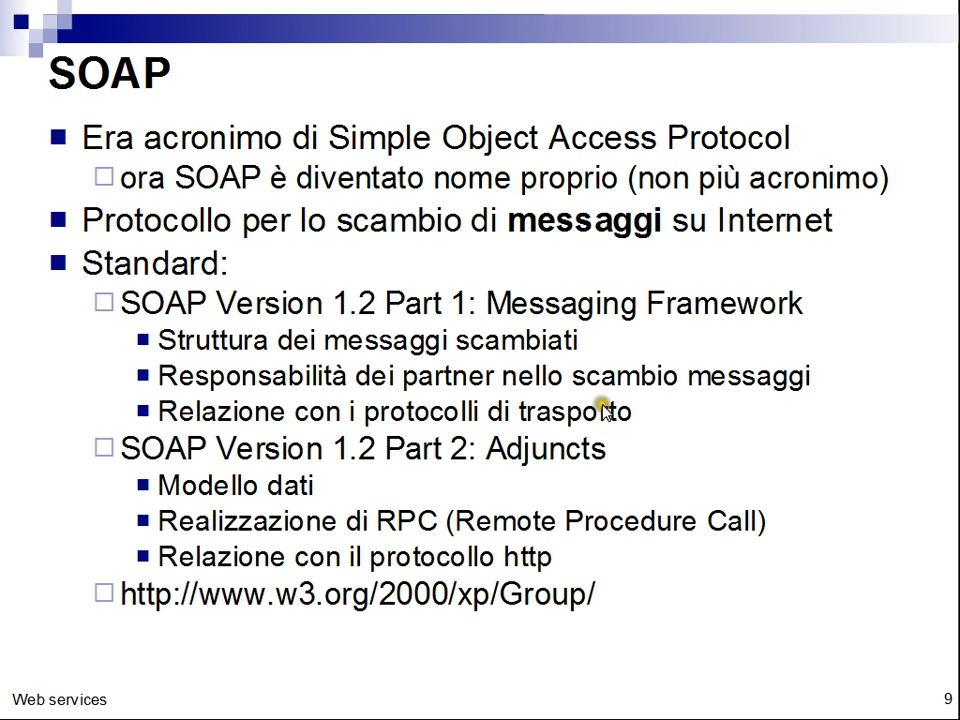 SOAP
Era acronimo di Simple Object Access Protocol
ora SOAP è diventato nome proprio (non più acronimo)
Protocollo per lo scambio di messaggi su Internet
Standard:
SOAP Version 1.2 Part 1: Messaging Framework
Struttura dei messaggi scambiati
Responsabilità dei partner nello scambio messaggi
Relazione con i protocolli di trasporto
SOAP Version 1.2 Part 2: Adjuncts
Modello dati
Realizzazione di RPC (Remote Procedure Call)
Relazione con il protocollo http
http://www.w3.org/2000/xp/Group/
Web services
9